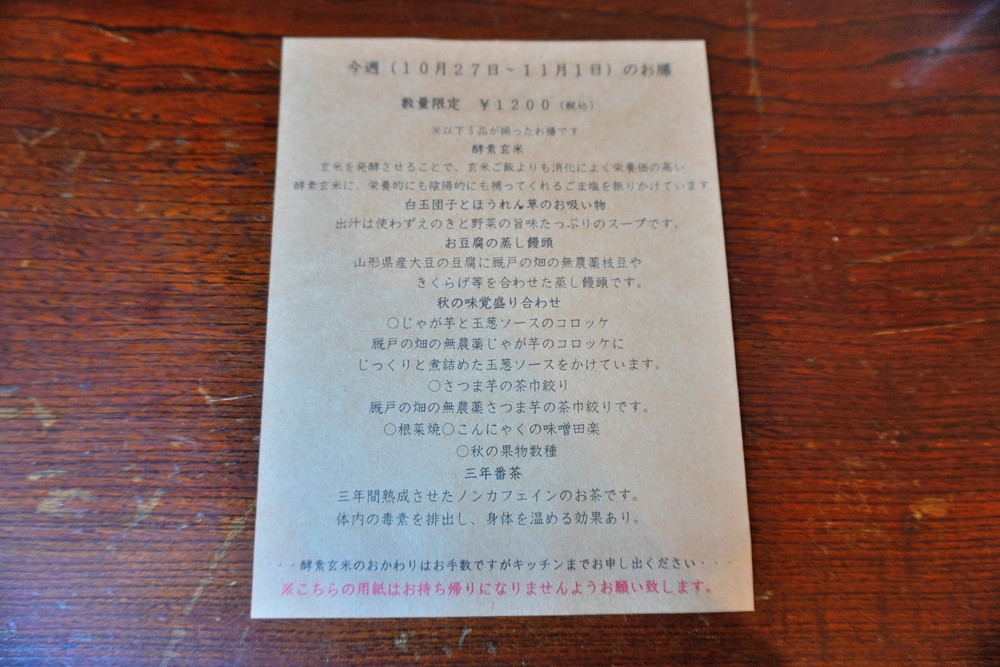 今週（１０月２７日～１１月１日）のお膳
数量限定　￥１２００（税込）
※以下５品が揃ったお膳です
酵素玄米
玄米を発酵させることで、玄米ご飯よりも消化によく栄養価の高い
酵素玄米に、栄養的にも陰陽的にも補ってくれるごま塩を振りかけています
白玉団子とほうれん草のお吸い物
出汁は使わずえのきと野菜の旨味たっぷりのスープです。
お豆腐の蒸し饅頭
山形県産大豆の豆腐に厩戸の畑の無農薬枝豆や
きくらげ等を合わせた蒸し饅頭です。
秋の味覚盛り合わせ
○じゃが芋と玉葱ソースのコロッケ
厩戸の畑の無農薬じゃが芋のコロッケに
じっくりと煮詰めた玉葱ソースをかけています。
○さつま芋の茶巾絞り
厩戸の畑の無農薬さつま芋の茶巾絞りです。
○根菜焼○こんにゃくの味噌田楽
○秋の果物数種
三年番茶
三年間熟成させたノンカフェインのお茶です。
体内の毒素を排出し、身体を温める効果あり。
・・酵素玄米のおかわりはお手数ですがキッチンまでお申し出ください・・・
※こちらの用紙はお持ち帰りになりませんようお願い致します。